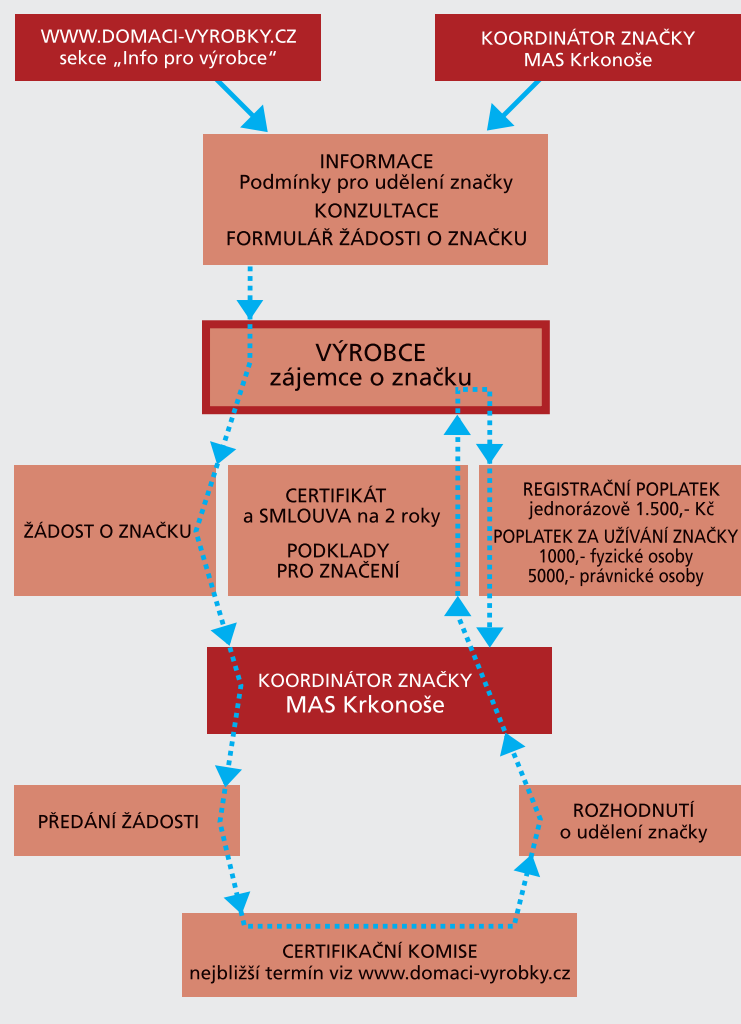 WWW.DOMACI-VYROBKY.CZ
sekce „Info pro výrobce“
KOORDINÁTOR ZNAČKY
MAS Krkonoše
INFORMACE
Podmínky pro udělení značky
KONZULTACE
FORMULÁŘ ŽÁDOSTI O ZNAČKU
VÝROBCE
zájemce o značku
ŽÁDOST O ZNAČKU
CERTIFIKÁT
a SMLOUVA na 2 roky
PODKLADY
PRO ZNAČENÍ
REGISTRAČNÍ POPLATEK
jednorázově 1.500,- Kč
POPLATEK ZA UŽÍVÁNÍ ZNAČKY
1000,- fyzické osoby
5000,- právnické osoby
KOORDINÁTOR ZNAČKY
MAS Krkonoše
PŘEDÁNÍ ŽÁDOSTI
ROZHODNUTÍ
o udělení značky
CERTIFIKAČNÍ KOMISE
nejbližší termín viz www.domaci-vyrobky.cz